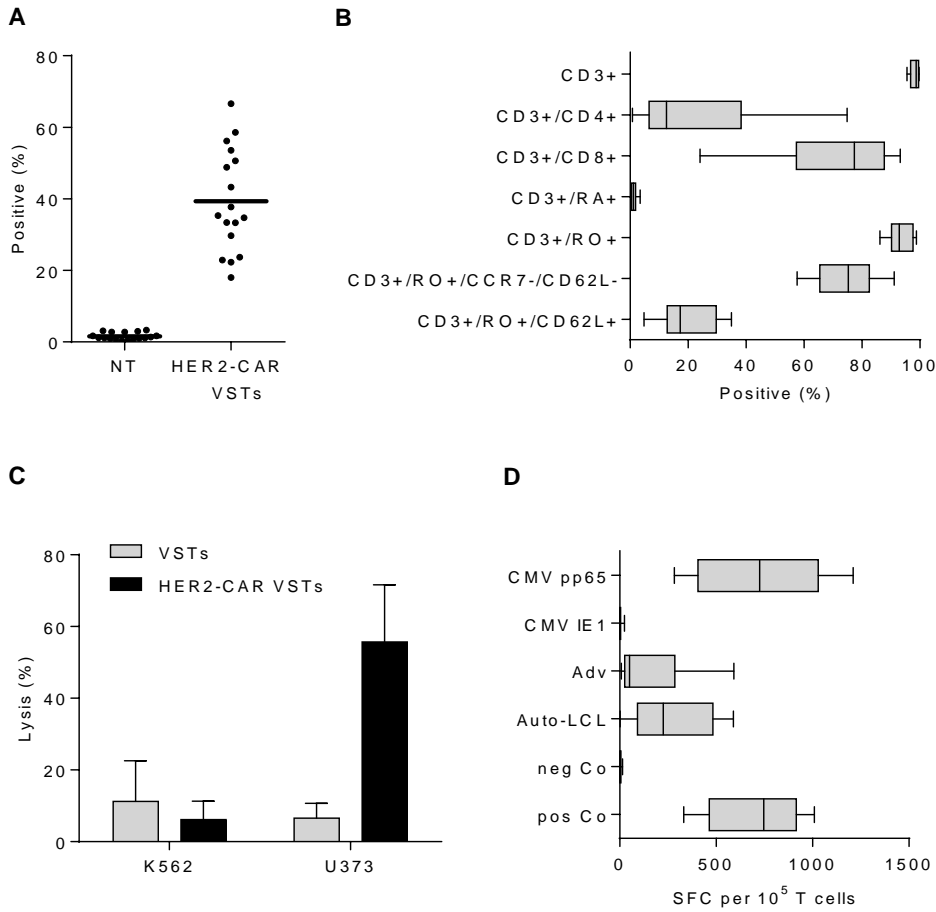 A
Positive (%)
80
60
40
20
0
NT
HER2-CAR
VSTs
B
CD3+
CD3+/CD4+
CD3+/CD8+
CD3+/RA+
CD3+/RO+
CD3+/RO+/CCR7-/CD62L-
CD3+/RO+/CD62L+
0 20 40 60 80 100
Positive (%)
C
VSTs
HER2-CAR VSTs
Lysis (%)
80
60
40
20
0
K562 U373
D
CMV pp65
CMV IE1
Adv
Auto-LCL
neg Co
pos Co
0 500 1000 1500
SFC per 10⁵ T cells